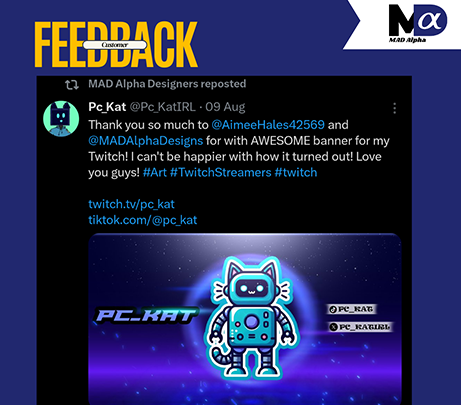 FEEDBACK
Customer
Mα
MAD Alpha
MAD Alpha Designers reposted
Pc_Kat @Pc_KatIRL · 09 Aug
Thank you so much to @AimeeHales42569 and
@MADAlphaDesigns for with AWESOME banner for my
Twitch! I can't be happier with how it turned out! Love
you guys! #Art #TwitchStreamers #twitch
twitch.tv/pc_kat
tiktok.com/@pc_kat
PC_KAT
PC_KAT
X PC_KATIRL